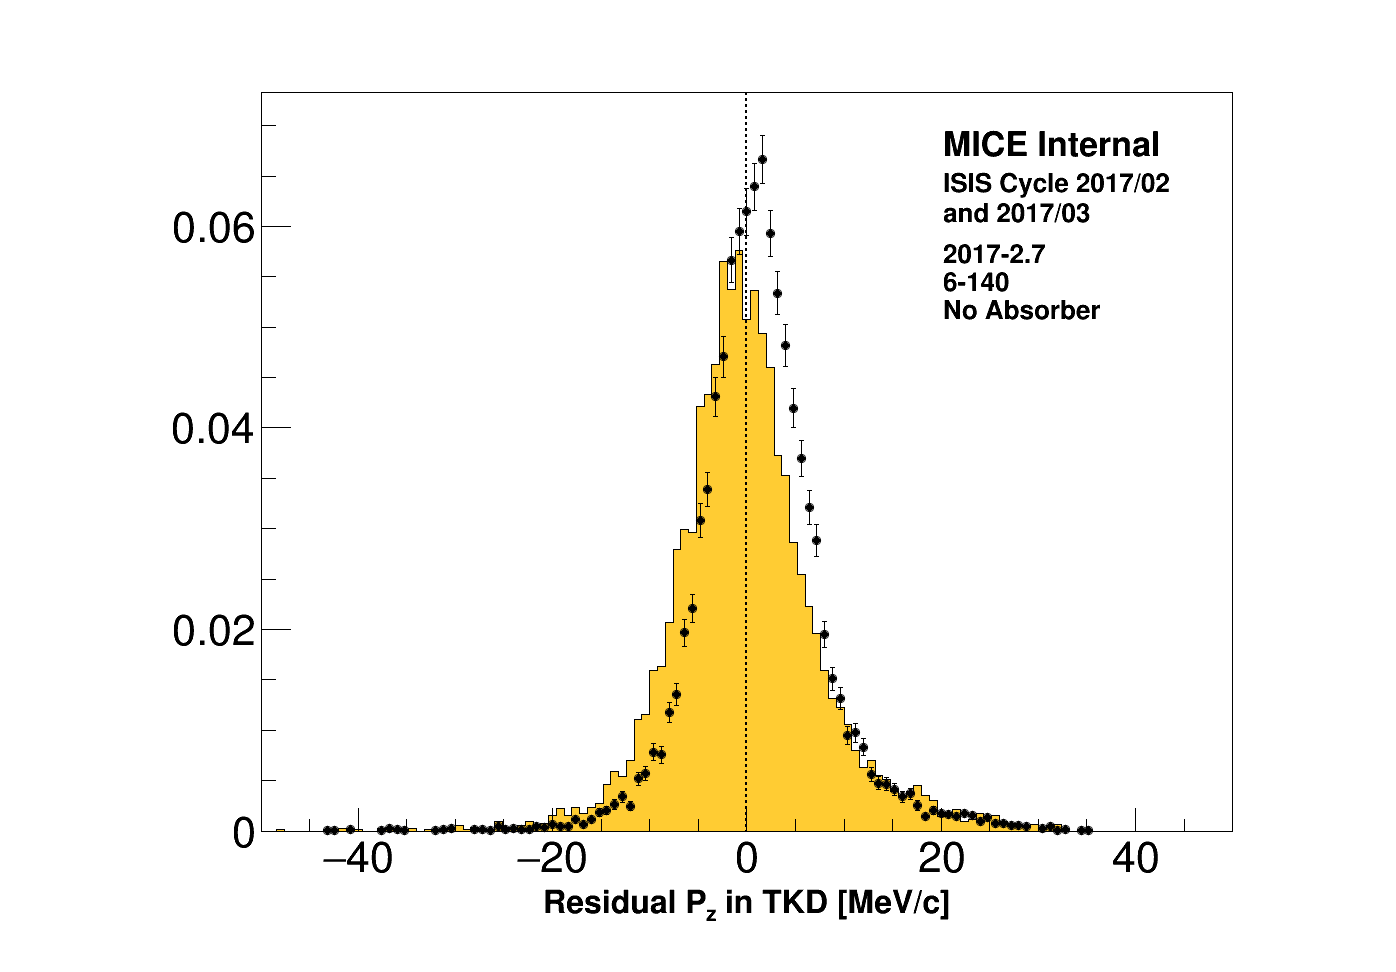 MICE Internal
ISIS Cycle 2017/02
and 2017/03
2017-2.7
6-140
No Absorber
0.06
0.04
0.02
0
−40 −20 0 20 40
Residual Pz in TKD [MeV/c]